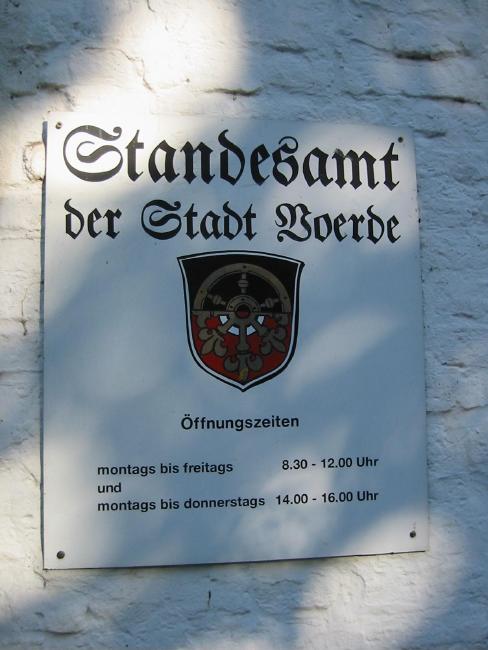 Standesamt
der Stadt Voerde
Öffnungszeiten
montags bis freitags 8.30 - 12.00 Uhr
und
montags bis donnerstags 14.00 - 16.00 Uhr